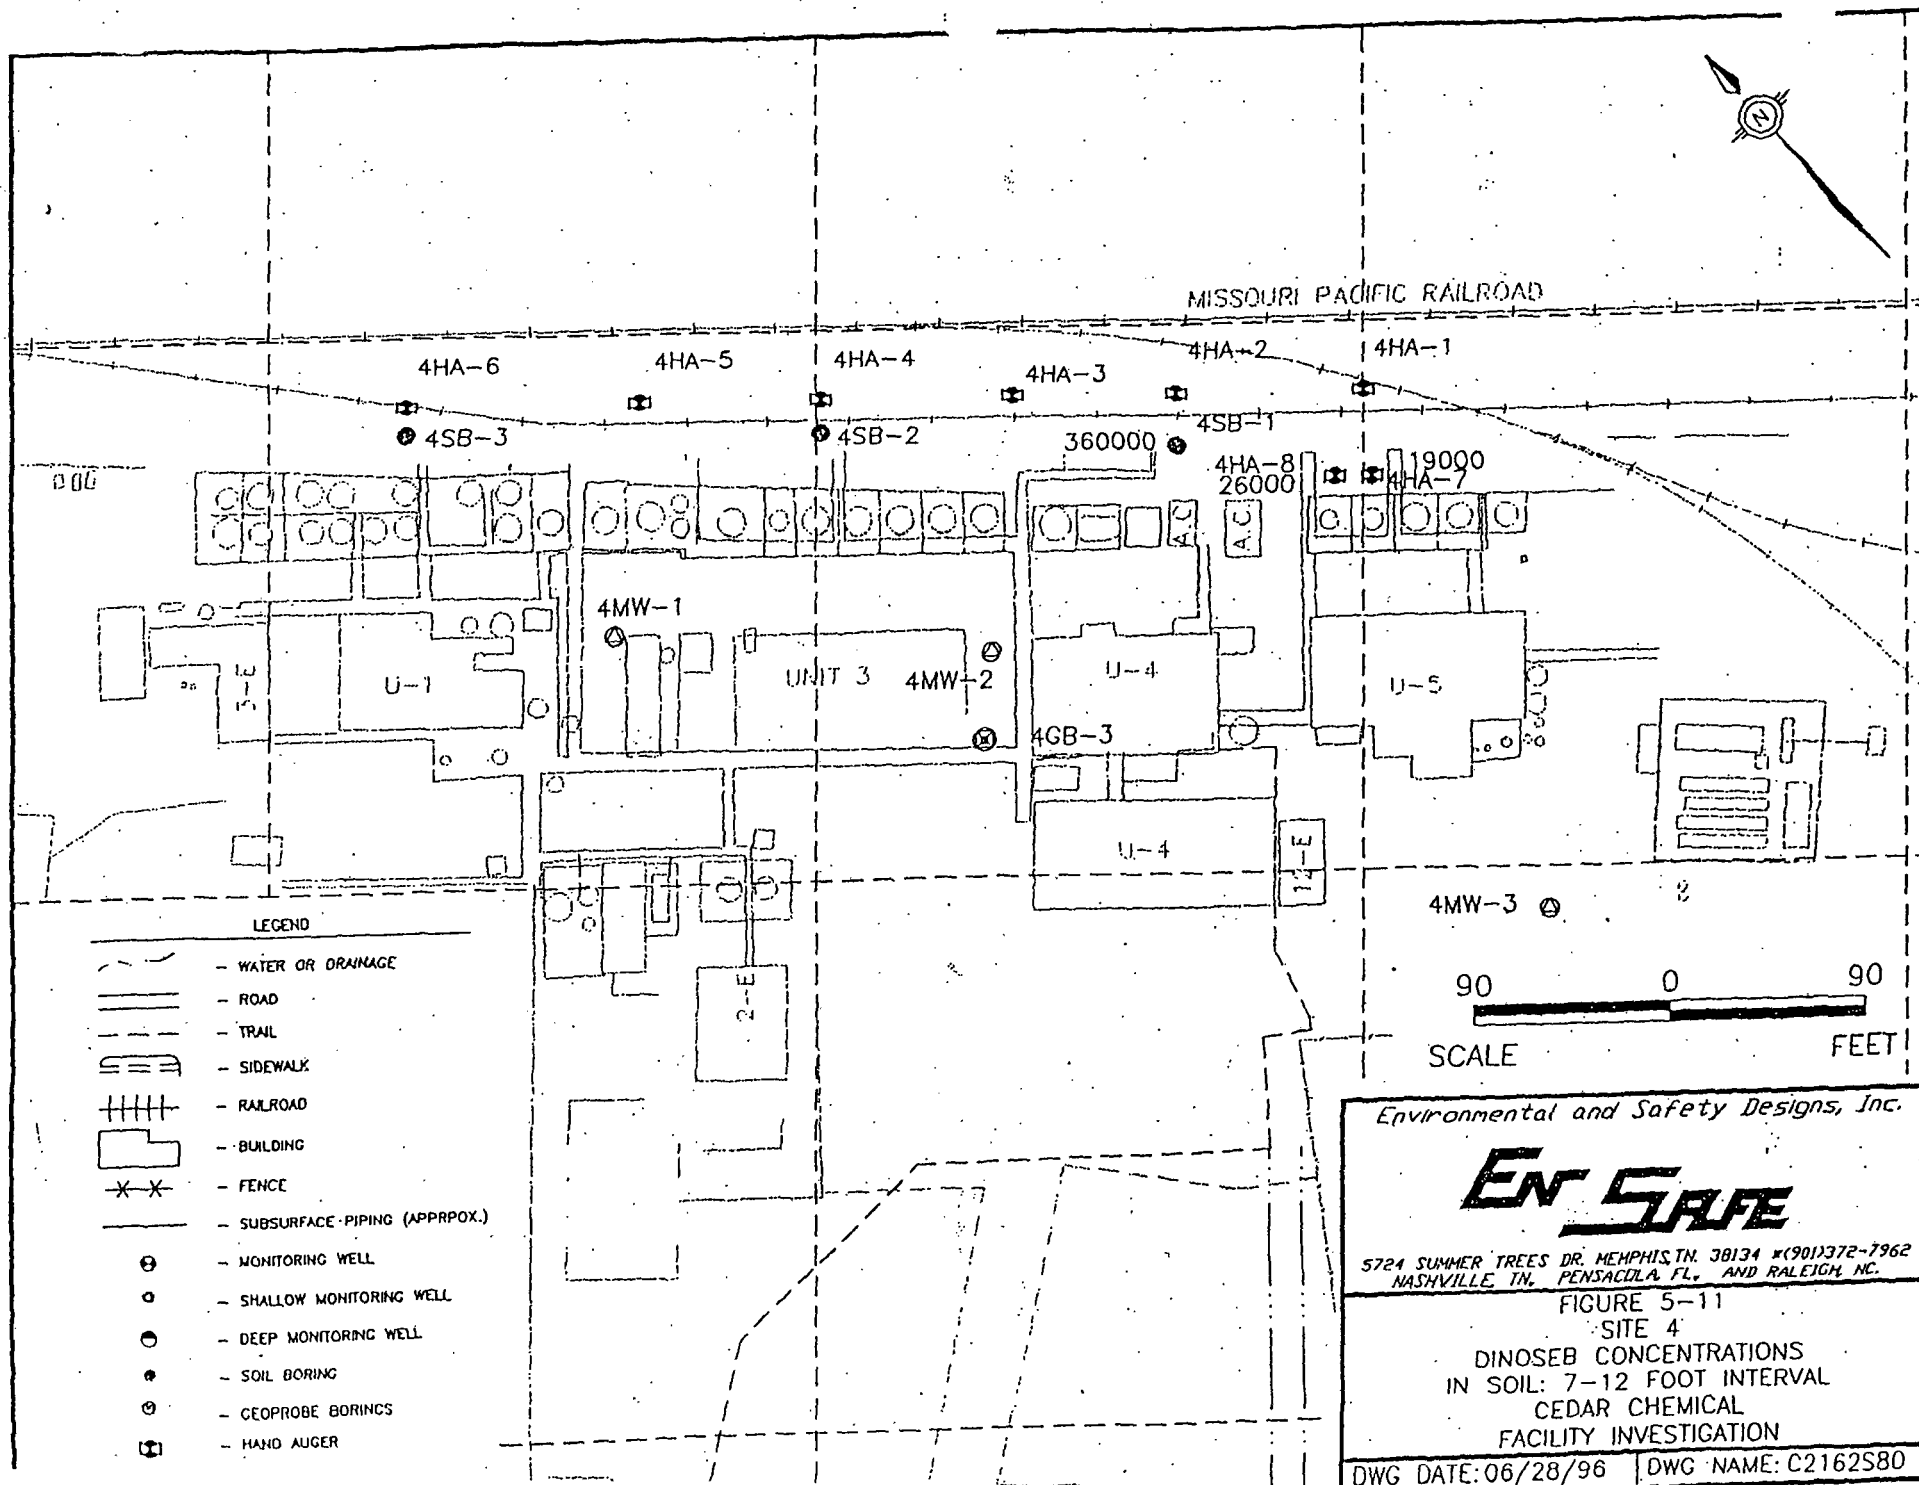 N
MISSOURI PACIFIC RAILROAD
4HA-6
4HA-5
4HA-4
4HA-3
4HA-2
4HA-1
4SB-3
4SB-2
360000
4SB-1
4HA-8
26000
19000
4HA-7
A.C.
A.C.
4MW-1
3-E
U-1
UNIT 3
4MW-2
U-4
U-5
4GB-3
U-4
12-E
4MW-3
2-E
LEGEND
- WATER OR DRAINAGE
- ROAD
- TRAIL
- SIDEWALK
- RAILROAD
- BUILDING
- FENCE
- SUBSURFACE PIPING (APPRPOX.)
- MONITORING WELL
- SHALLOW MONITORING WELL
- DEEP MONITORING WELL
- SOIL BORING
- GEOPROBE BORINGS
- HAND AUGER
90 0 90
SCALE FEET
Environmental and Safety Designs, Inc.
EN SAFE
5724 SUMMER TREES DR. MEMPHIS, TN. 38134 *(901)372-7962
NASHVILLE, TN, PENSACOLA, FL, AND RALEIGH, NC.
FIGURE 5-11
SITE 4
DINOSEB CONCENTRATIONS
IN SOIL: 7-12 FOOT INTERVAL
CEDAR CHEMICAL
FACILITY INVESTIGATION
DWG DATE: 06/28/96 DWG NAME: C2162S80